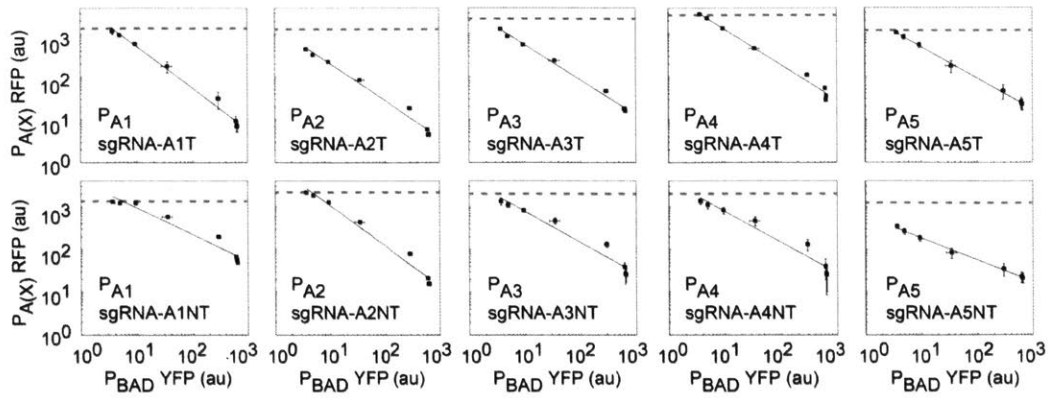 10³
10²
10¹
10⁰
P_A(X) RFP (au)
P_A1
sgRNA-A1T
P_A2
sgRNA-A2T
P_A3
sgRNA-A3T
P_A4
sgRNA-A4T
P_A5
sgRNA-A5T
10³
10²
10¹
10⁰
P_A(X) RFP (au)
P_A1
sgRNA-A1NT
P_A2
sgRNA-A2NT
P_A3
sgRNA-A3NT
P_A4
sgRNA-A4NT
P_A5
sgRNA-A5NT
10⁰ 10¹ 10² ·10³
10⁰ 10¹ 10² 10³
10⁰ 10¹ 10² 10³
10⁰ 10¹ 10² 10³
10⁰ 10¹ 10² 10³
P_BAD YFP (au)
P_BAD YFP (au)
P_BAD YFP (au)
P_BAD YFP (au)
P_BAD YFP (au)